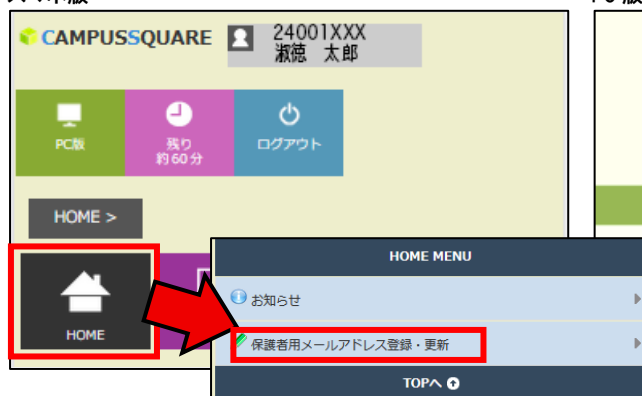 CAMPUSSQUARE
24001XXX
淑徳 太郎
PC版
残り
約60分
ログアウト
HOME >
HOME
HOME MENU
お知らせ
保護者用メールアドレス登録・更新
TOPへ